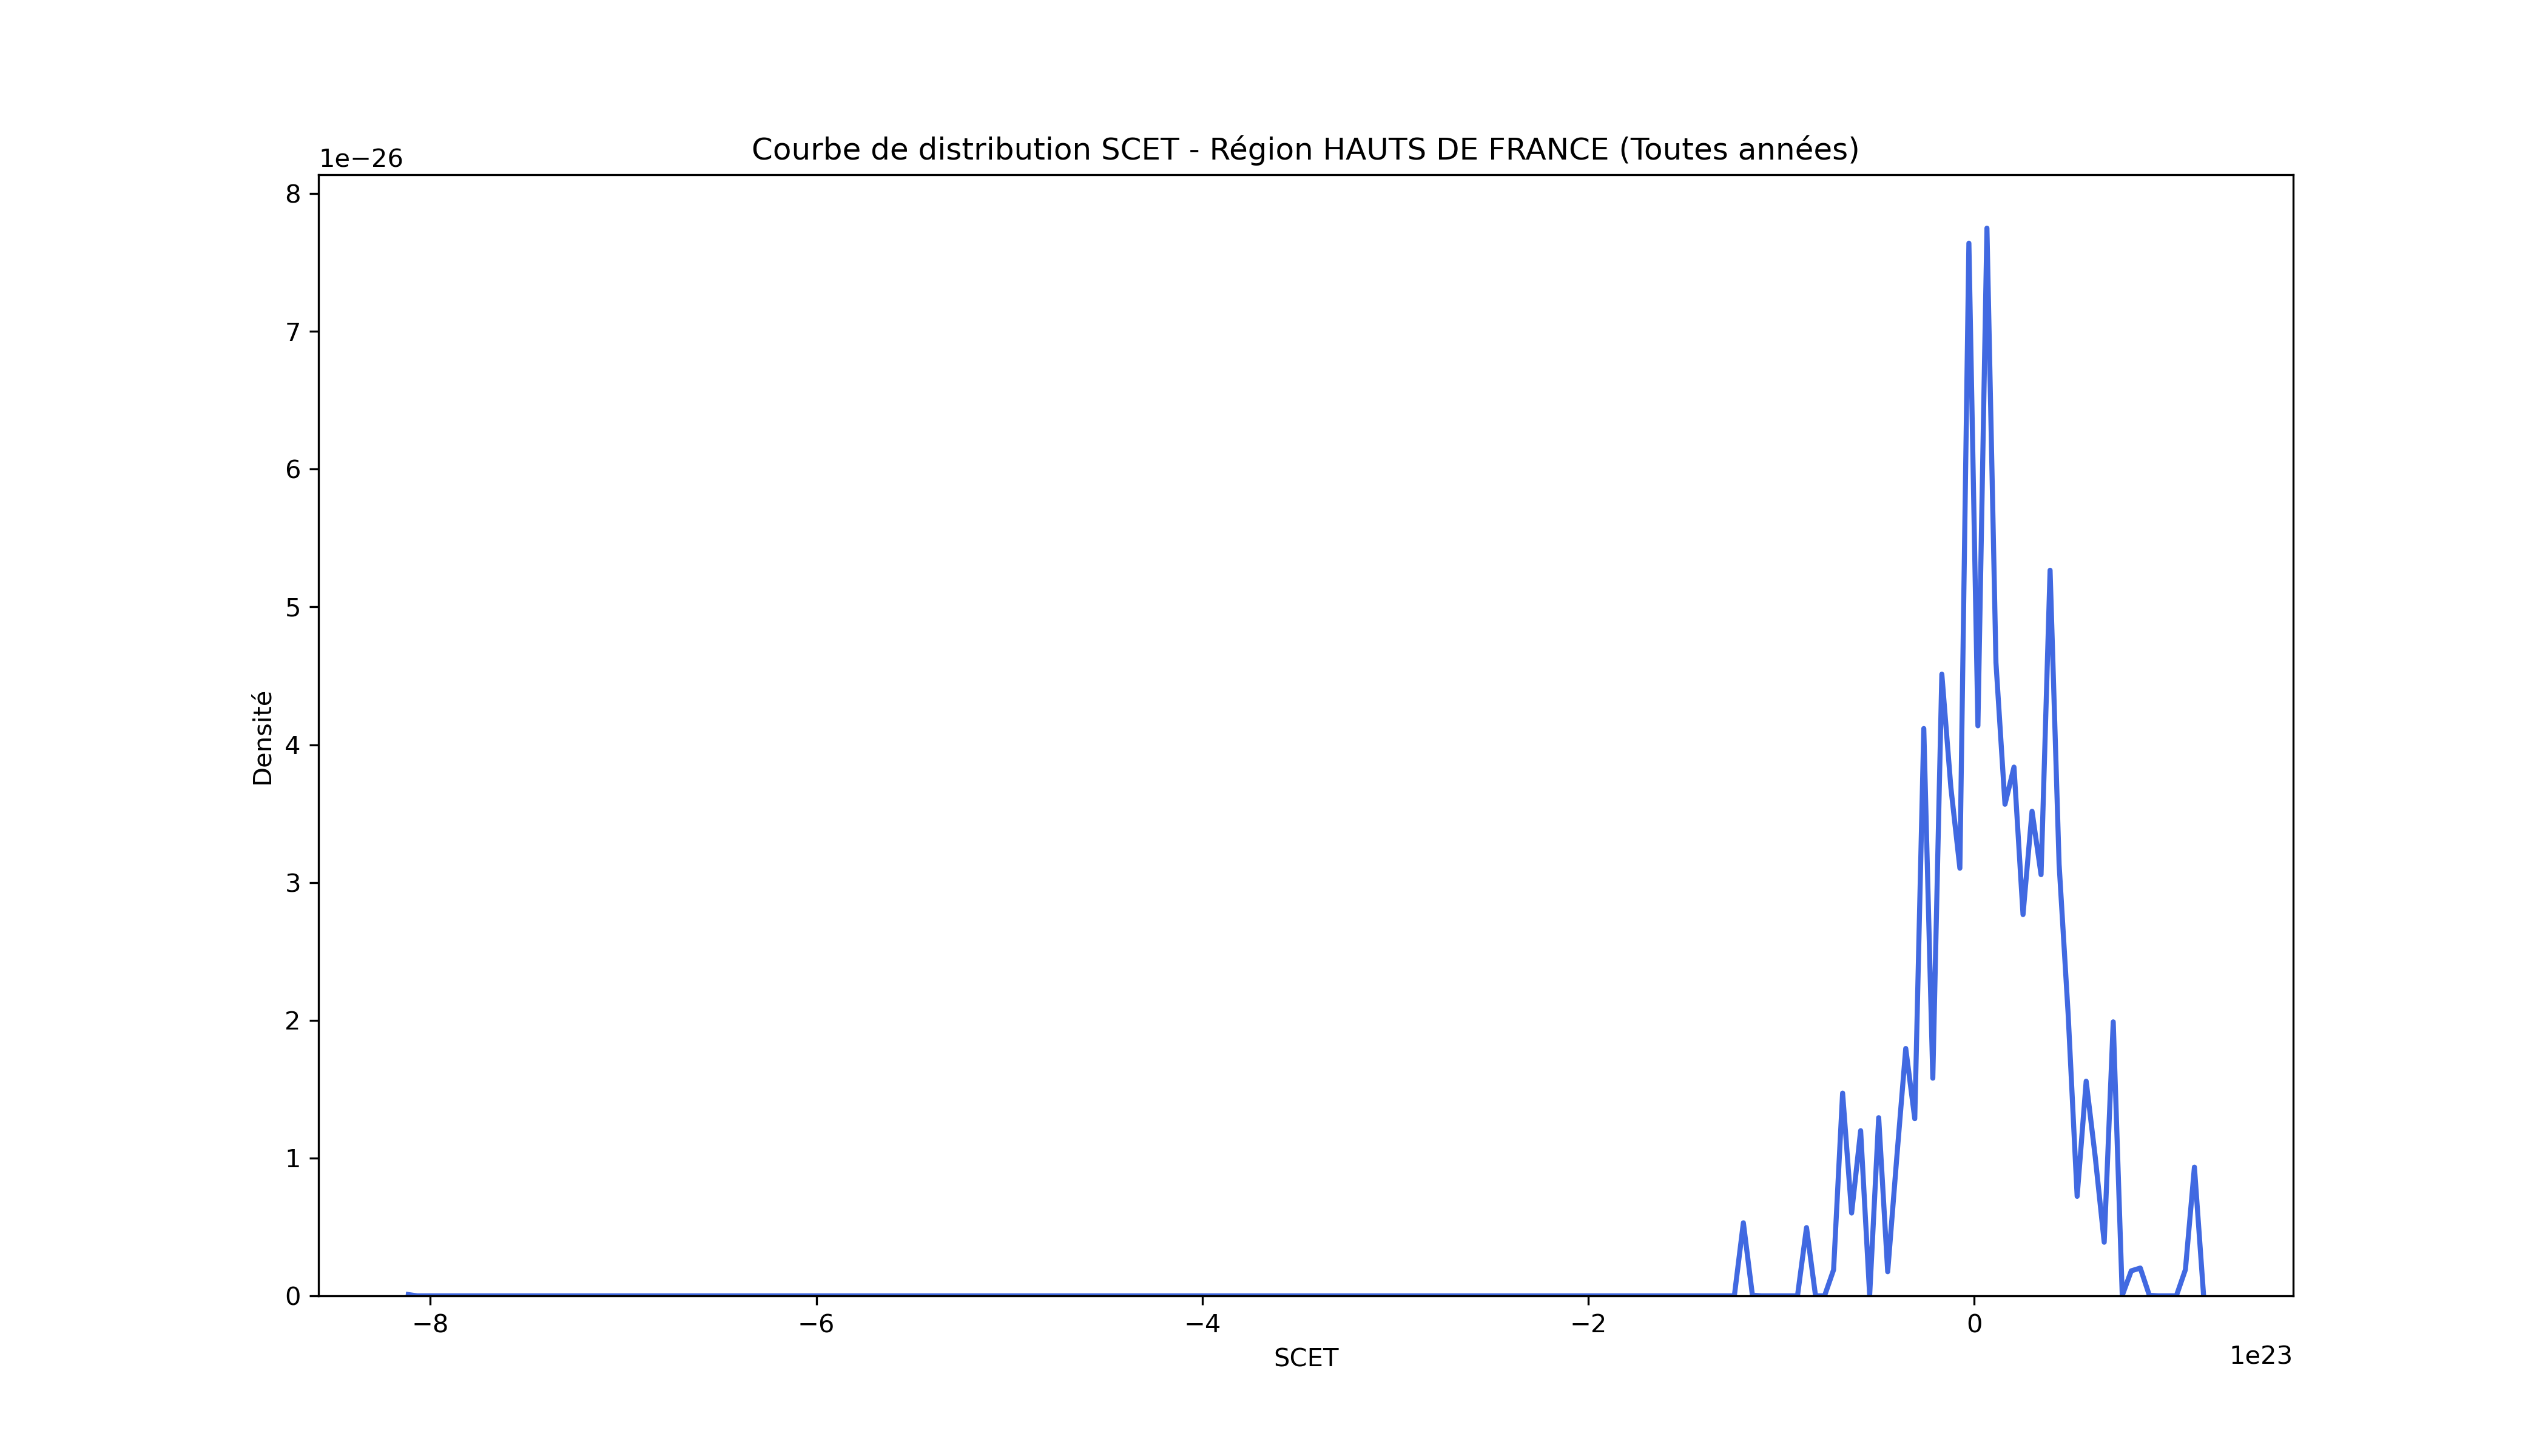 Courbe de distribution SCET - Région HAUTS DE FRANCE (Toutes années)
1e−26
8
7
6
5
4
3
2
1
0
Densité
−8
−6
−4
−2
0
SCET
1e23